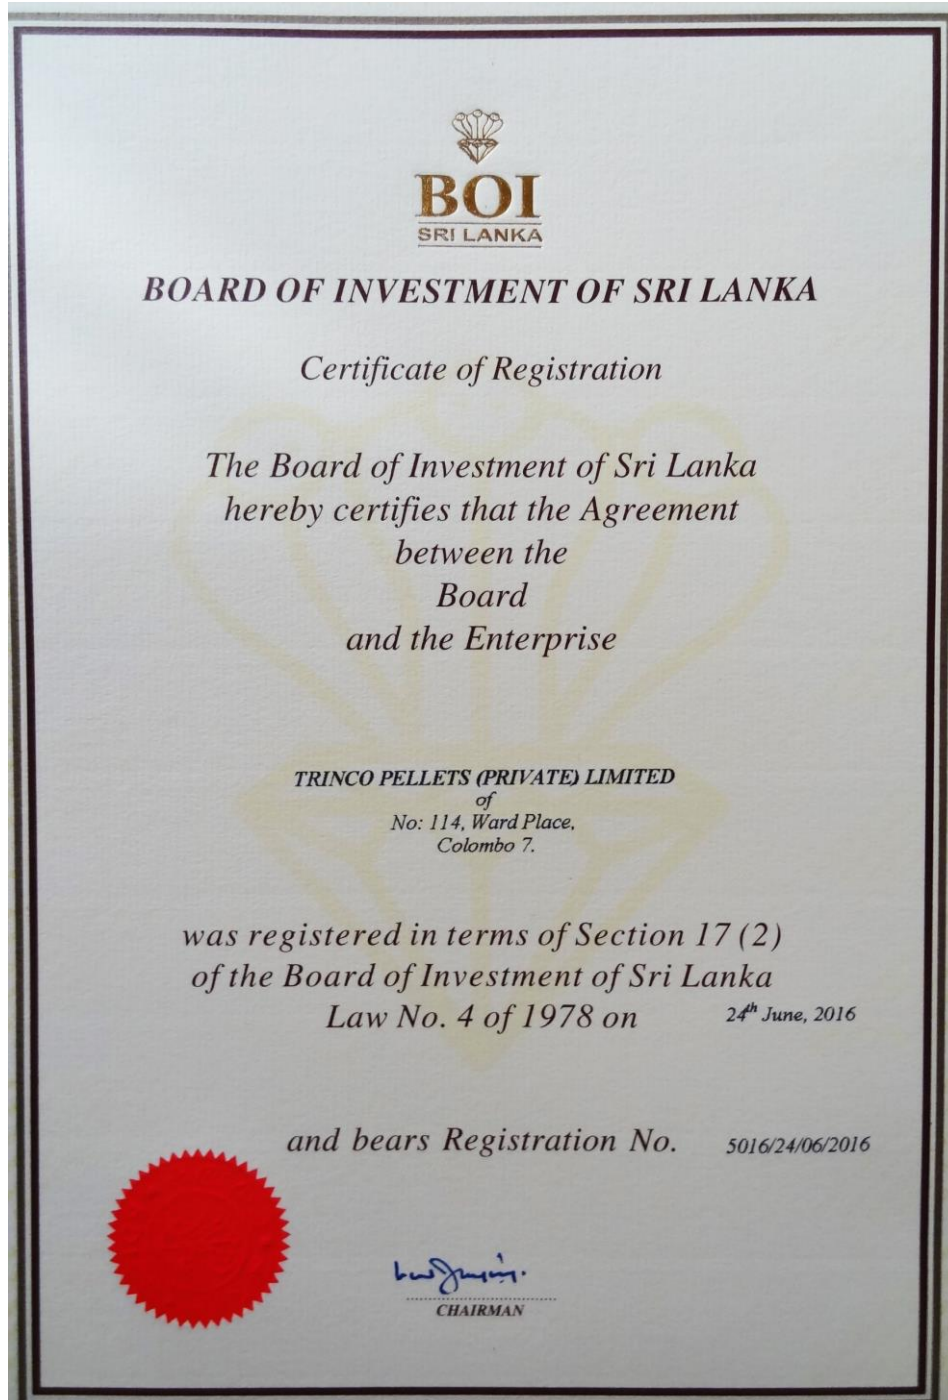 BOI
SRI LANKA
BOARD OF INVESTMENT OF SRI LANKA
Certificate of Registration
The Board of Investment of Sri Lanka
hereby certifies that the Agreement
between the
Board
and the Enterprise
TRINCO PELLETS (PRIVATE) LIMITED
of
No: 114, Ward Place,
Colombo 7.
was registered in terms of Section 17 (2)
of the Board of Investment of Sri Lanka
Law No. 4 of 1978 on 24th June, 2016
and bears Registration No. 5016/24/06/2016
CHAIRMAN